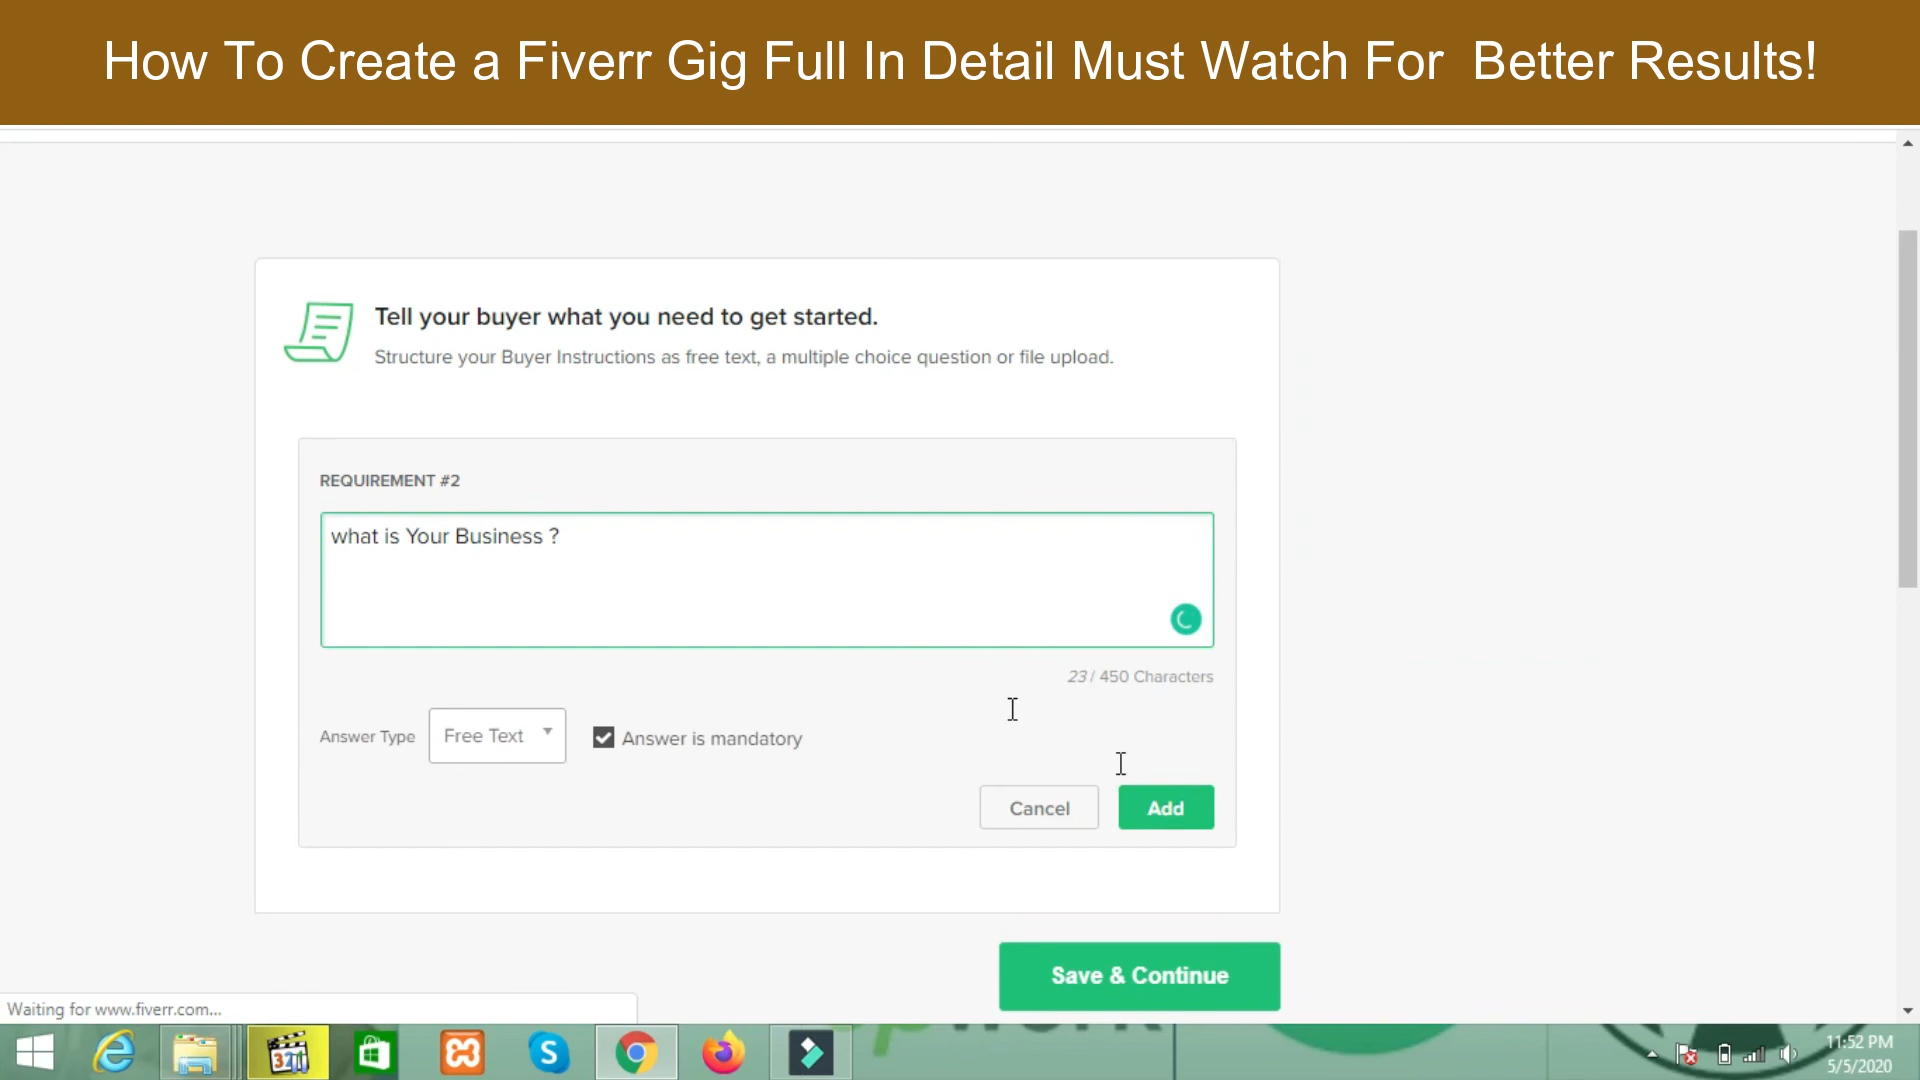 How To Create a Fiverr Gig Full In Detail Must Watch For  Better Results!
Tell your buyer what you need to get started.
Structure your Buyer Instructions as free text, a multiple choice question or file upload.
REQUIREMENT #2
what is Your Business ?
23/ 450 Characters
Answer Type
Free Text
Answer is mandatory
Cancel
Add
Save & Continue
Waiting for www.fiverr.com...
321
S
11:52 PM
5/5/2020